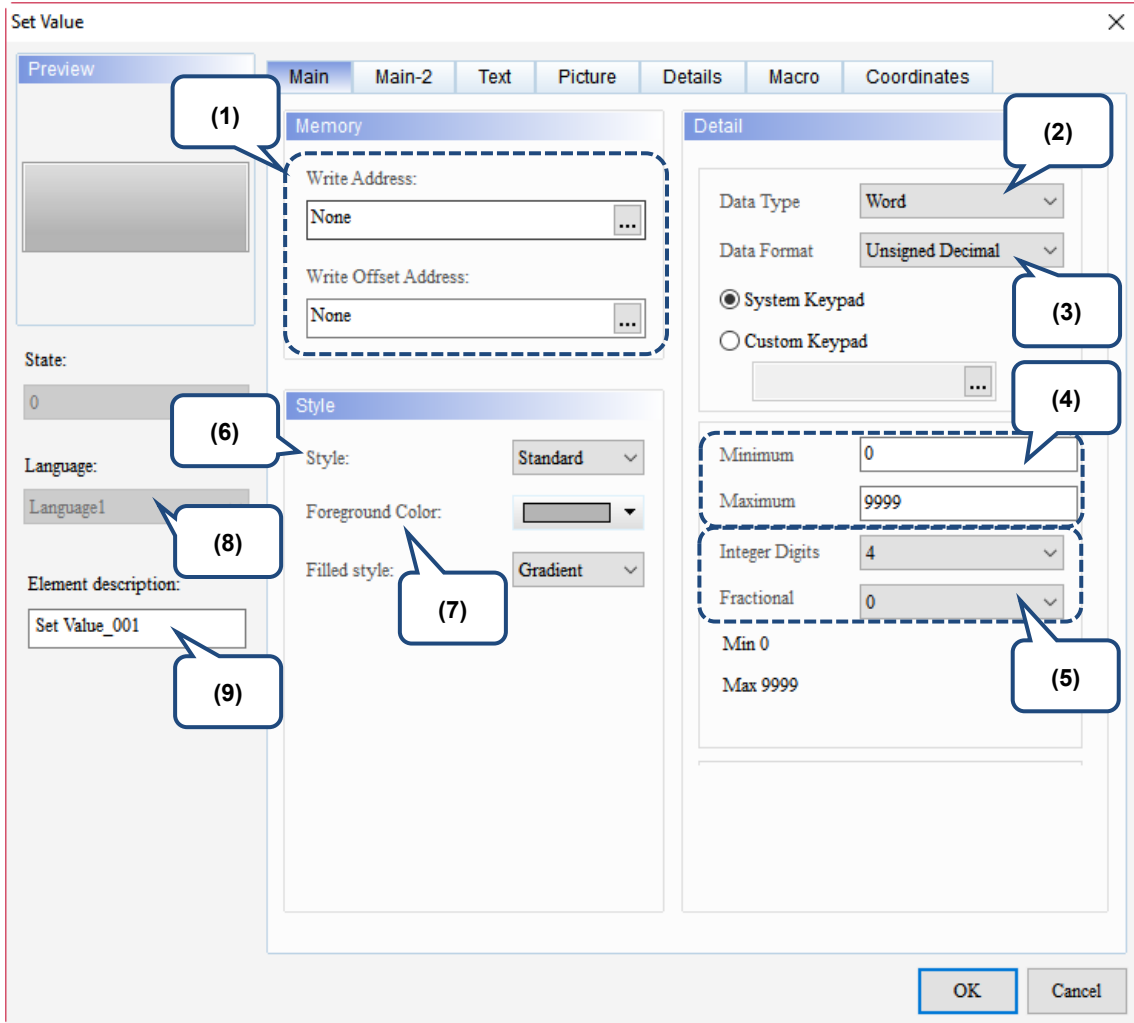 Set Value
Preview
Main
Main-2
Text
Picture
Details
Macro
Coordinates
(1)
Memory
Write Address:
None
...
Write Offset Address:
None
...
Detail
(2)
Data Type
Word
Data Format
Unsigned Decimal
(3)
System Keypad
Custom Keypad
...
(4)
Minimum
0
Maximum
9999
Integer Digits
4
Fractional
0
Min 0
Max 9999
(5)
State:
0
(6)
Language:
Language1
(8)
Element description:
Set Value_001
(9)
Style
Style:
Standard
Foreground Color:
Filled style:
Gradient
(7)
OK
Cancel